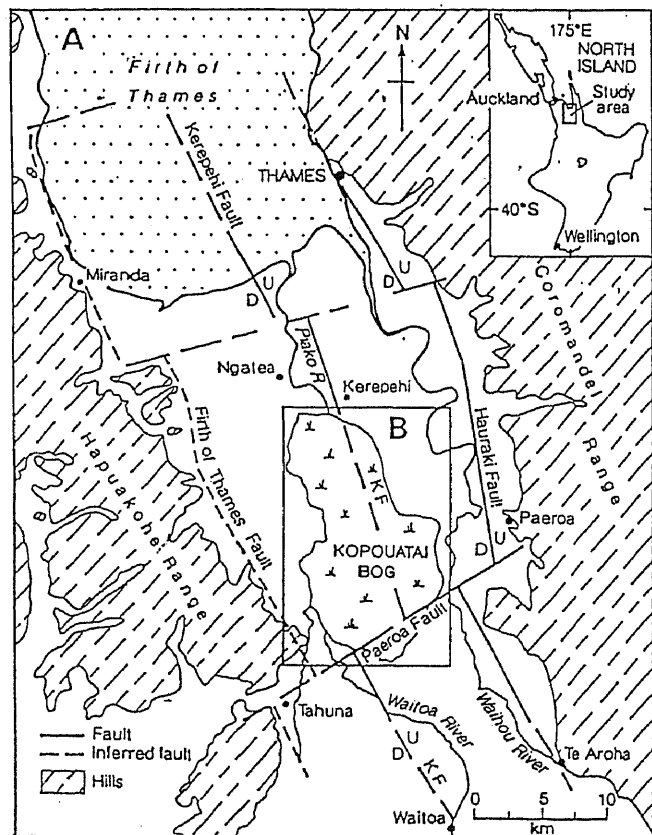 A
Firth of
Thames
N
175°E
NORTH
ISLAND
Auckland
Study
area
40°S
Wellington
Kerepehi Fault
THAMES
Miranda
U
D
U
D
Coromandel
Range
Piako R
Ngatea
Kerepehi
B
Firth of Thames Fault
Hapuakohe Range
Hauraki Fault
KF
Paeroa
U
D
KOPOUATAI
BOG
Paeroa Fault
Tahuna
Waitoa River
Waihou River
U
D
KF
Te Aroha
Waitoa
Fault
Inferred fault
Hills
0 5 10
km